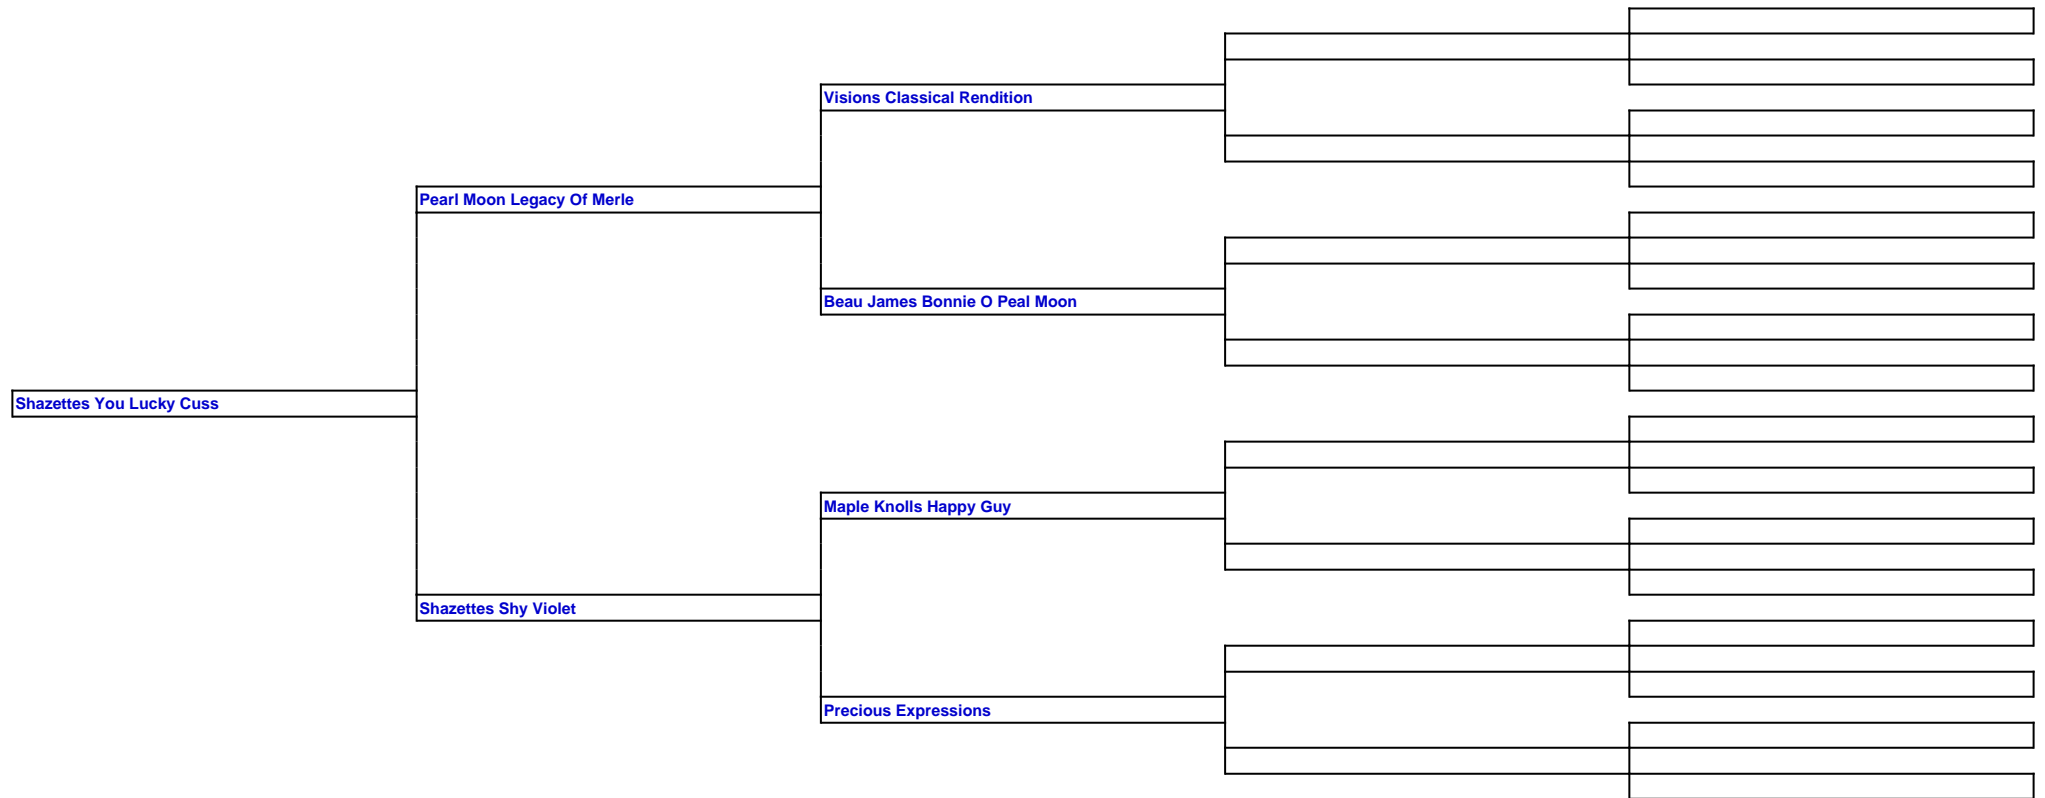 Visions Classical Rendition
Pearl Moon Legacy Of Merle
Beau James Bonnie O Peal Moon
Shazettes You Lucky Cuss
Maple Knolls Happy Guy
Shazettes Shy Violet
Precious Expressions